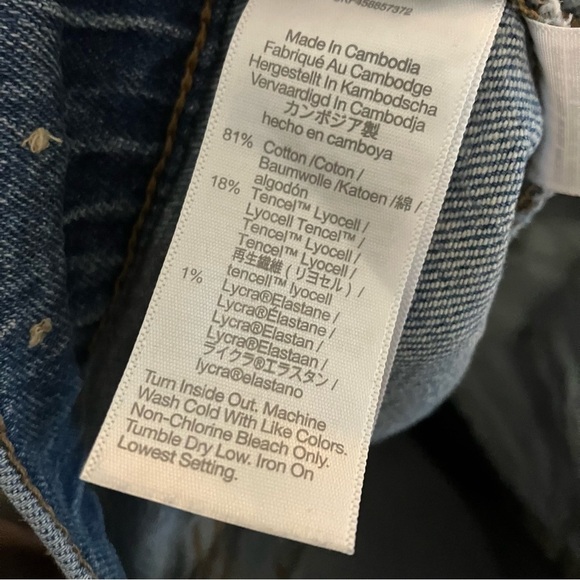 Made In Cambodia
Fabriqué Au Cambodge
Hergestellt In Kambodscha
Vervaardigd In Cambodja
カンボジア製
hecho en camboya
81% Cotton /Coton /
Baumwolle /Katoen /綿 /
algodón
18% Tencel™ Lyocell /
Lyocell Tencel™ /
Tencel™ Lyocell /
Tencel™ Lyocell /
再生繊維 (リヨセル) /
tencel™ lyocell
1% Lycra®Elastane /
Lycra®Élastane /
Lycra®Elastan /
Lycra®Elastaan /
ライクラ®エラスタン /
lycra®elastano
Turn Inside Out. Machine
Wash Cold With Like Colors.
Non-Chlorine Bleach Only.
Tumble Dry Low. Iron On
Lowest Setting.